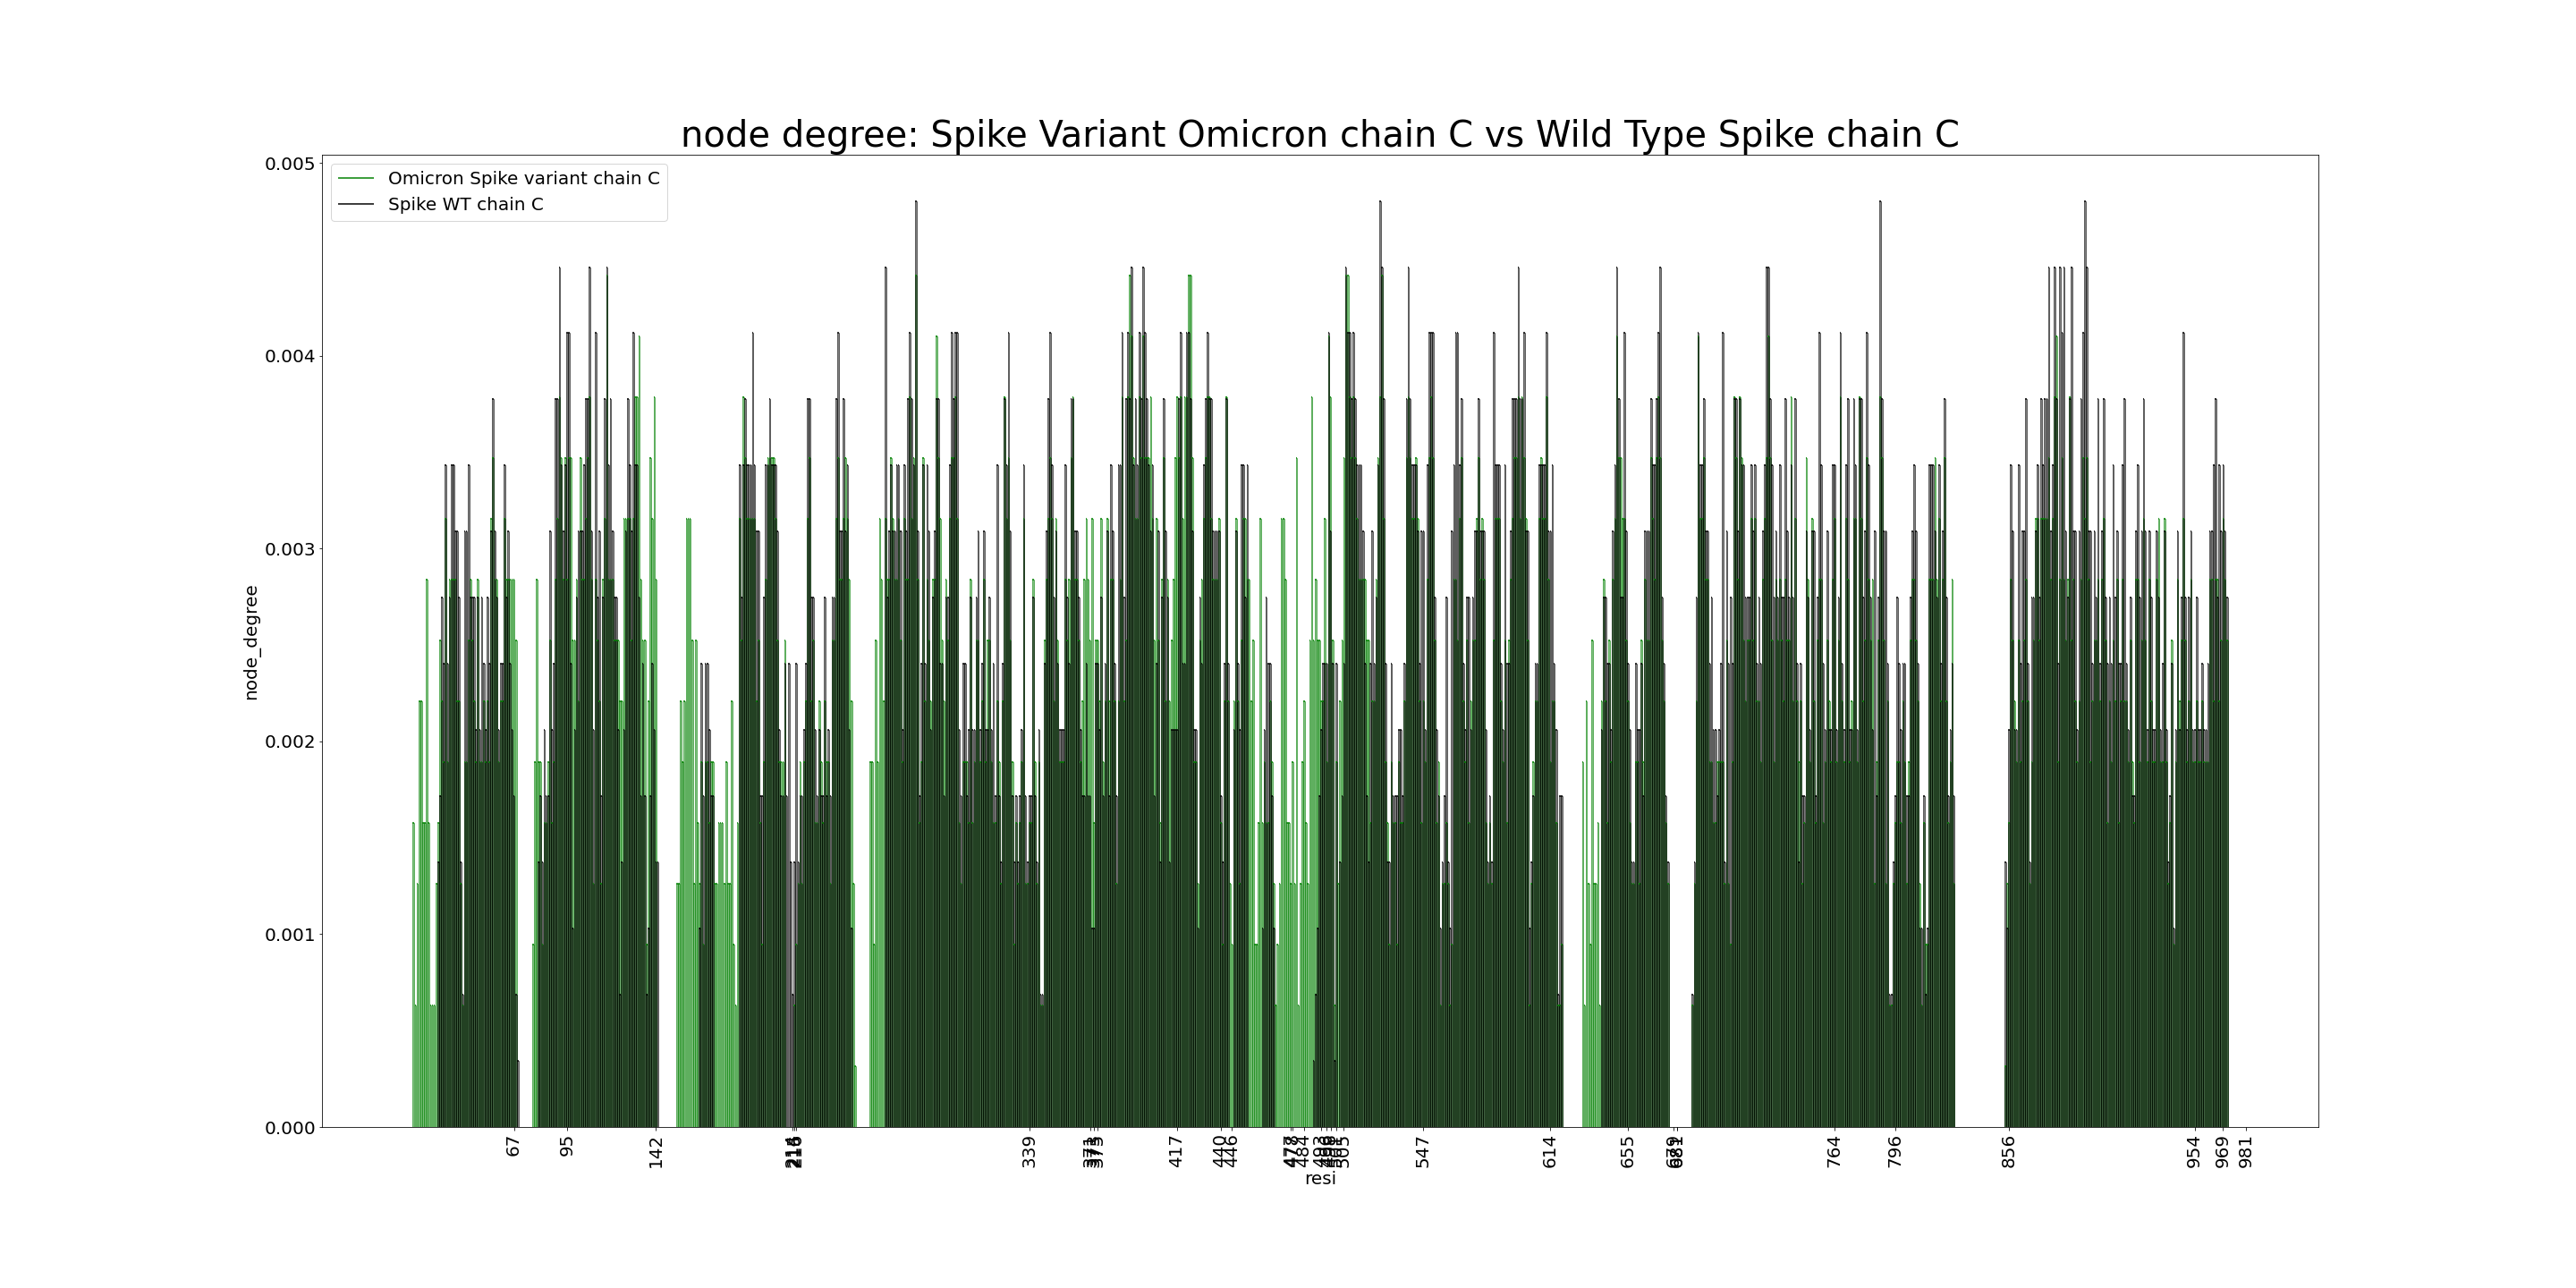 node degree: Spike Variant Omicron chain C vs Wild Type Spike chain C
Omicron Spike variant chain C
Spike WT chain C
0.005
0.004
0.003
0.002
0.001
0.000
node_degree
67 95 142 339 417 440 446 484 505 547 614 655 681 764 796 856 954 969 981
resi